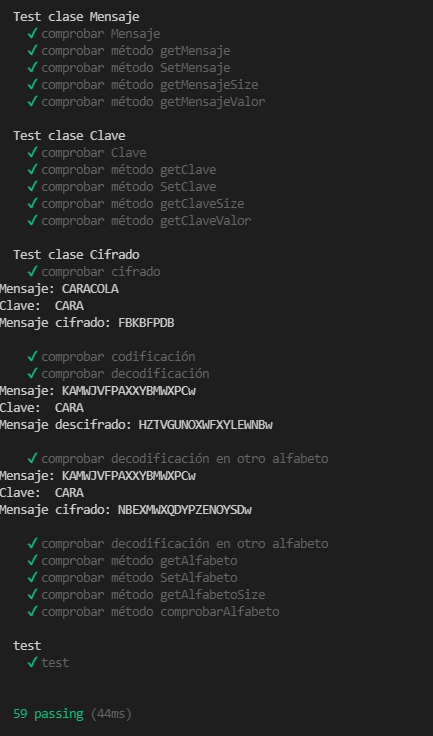 Test clase Mensaje
✓ comprobar Mensaje
✓ comprobar método getMensaje
✓ comprobar método SetMensaje
✓ comprobar método getMensajeSize
✓ comprobar método getMensajeValor
Test clase Clave
✓ comprobar Clave
✓ comprobar método getClave
✓ comprobar método SetClave
✓ comprobar método getClaveSize
✓ comprobar método getClaveValor
Test clase Cifrado
✓ comprobar cifrado
Mensaje: CARACOLA
Clave:  CARA
Mensaje cifrado: FBKBFPDB
✓ comprobar codificación
✓ comprobar decodificación
Mensaje: KAMWJVFPAXXYBMWXPCw
Clave:  CARA
Mensaje descifrado: HZTVGUNOXWFXYLEWNBw
✓ comprobar decodificación en otro alfabeto
Mensaje: KAMWJVFPAXXYBMWXPCw
Clave:  CARA
Mensaje cifrado: NBEXMWXQDYPZENOYSDw
✓ comprobar decodificación en otro alfabeto
✓ comprobar método getAlfabeto
✓ comprobar método SetAlfabeto
✓ comprobar método getAlfabetoSize
✓ comprobar método comprobarAlfabeto
test
✓ test
59 passing (44ms)